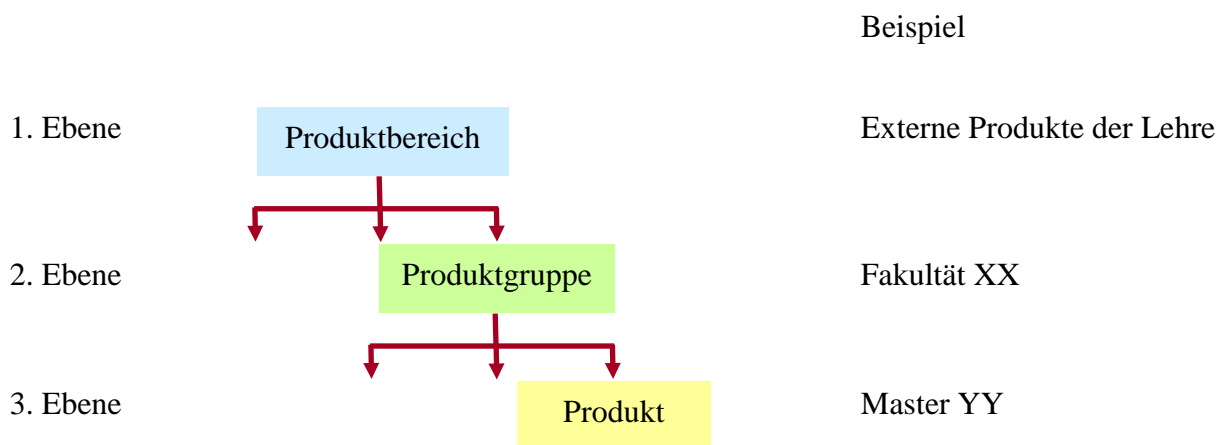 Beispiel
1. Ebene Produktbereich Externe Produkte der Lehre
2. Ebene Produktgruppe Fakultät XX
3. Ebene Produkt Master YY